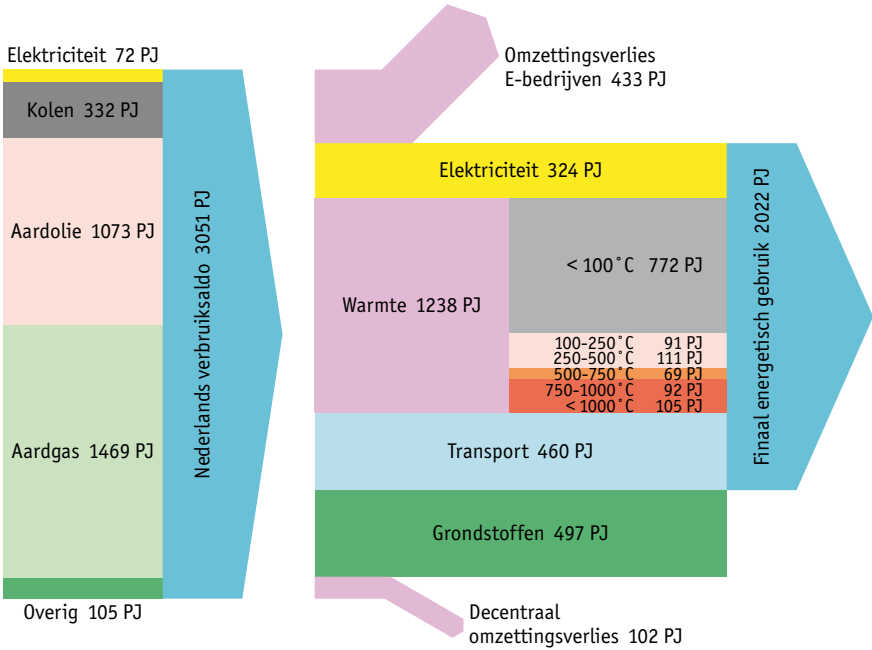 Elektriciteit 72 PJ
Kolen 332 PJ
Aardolie 1073 PJ
Aardgas 1469 PJ
Overig 105 PJ
Nederlands verbruiksaldo 3051 PJ
Omzettingsverlies
E-bedrijven 433 PJ
Elektriciteit 324 PJ
Warmte 1238 PJ
< 100˚C 772 PJ
100-250˚C 91 PJ
250-500˚C 111 PJ
500-750˚C 69 PJ
750-1000˚C 92 PJ
< 1000˚C 105 PJ
Transport 460 PJ
Grondstoffen 497 PJ
Decentraal
omzettingsverlies 102 PJ
Finaal energetisch gebruik 2022 PJ